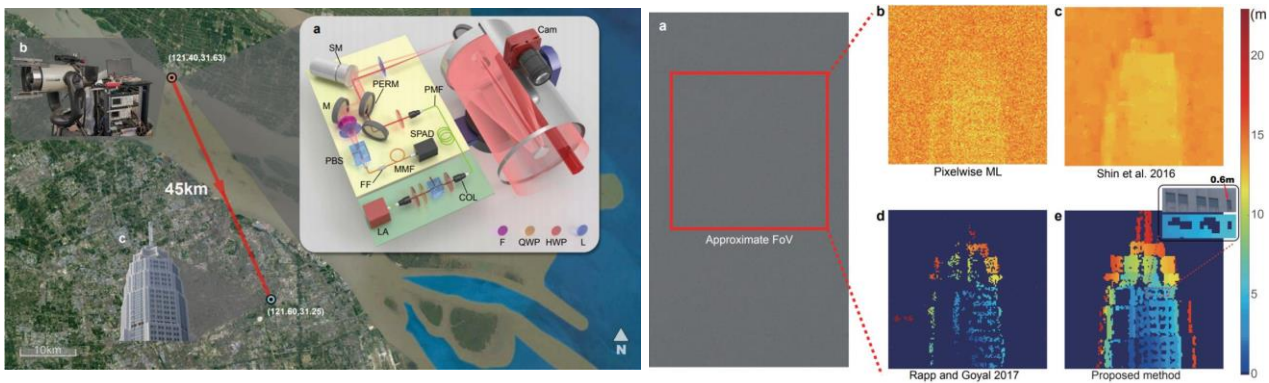 b
(121.40,31.63)
45km
c
(121.60,31.25)
10km
N
a
Cam
SM
PERM
PMF
M
SPAD
PBS
MMF
FF
COL
LA
F QWP HWP L
a
Approximate FoV
b
Pixelwise ML
c
Shin et al. 2016
d
Rapp and Goyal 2017
e
0.6m
Proposed method
(m
20
15
10
5
0